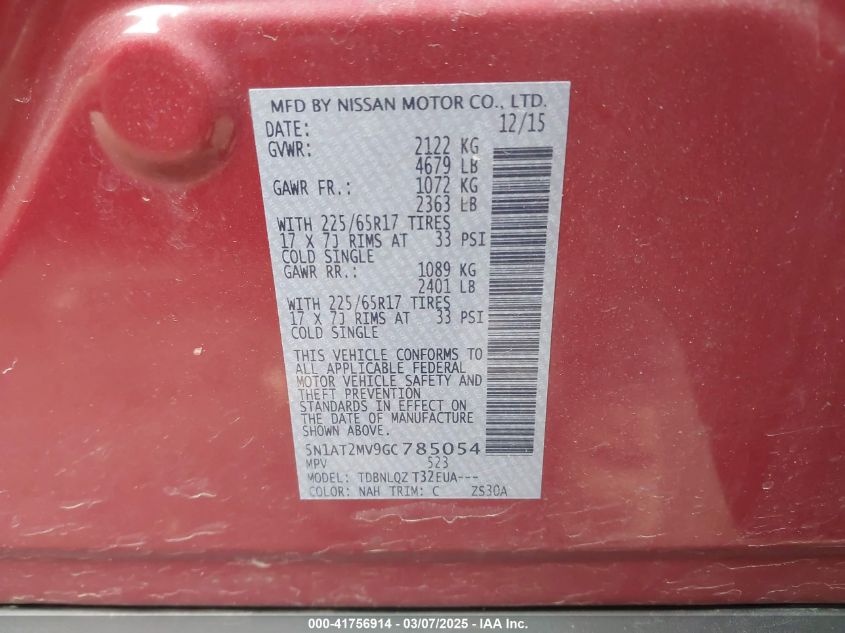 MFD BY NISSAN MOTOR CO., LTD.
DATE: 12/15
GVWR: 2122 KG
4679 LB
GAWR FR.: 1072 KG
2363 LB
WITH 225/65R17 TIRES
17 X 7J RIMS AT 33 PSI
COLD SINGLE
GAWR RR.: 1089 KG
2401 LB
WITH 225/65R17 TIRES
17 X 7J RIMS AT 33 PSI
COLD SINGLE
THIS VEHICLE CONFORMS TO
ALL APPLICABLE FEDERAL
MOTOR VEHICLE SAFETY AND
THEFT PREVENTION
STANDARDS IN EFFECT ON
THE DATE OF MANUFACTURE
SHOWN ABOVE.
5N1AT2MV9GC785054
MPV 523
MODEL: TDBNLQZ T32EUA---
COLOR: NAH TRIM: C ZS30A
000-41756914 - 03/07/2025 - IAA Inc.